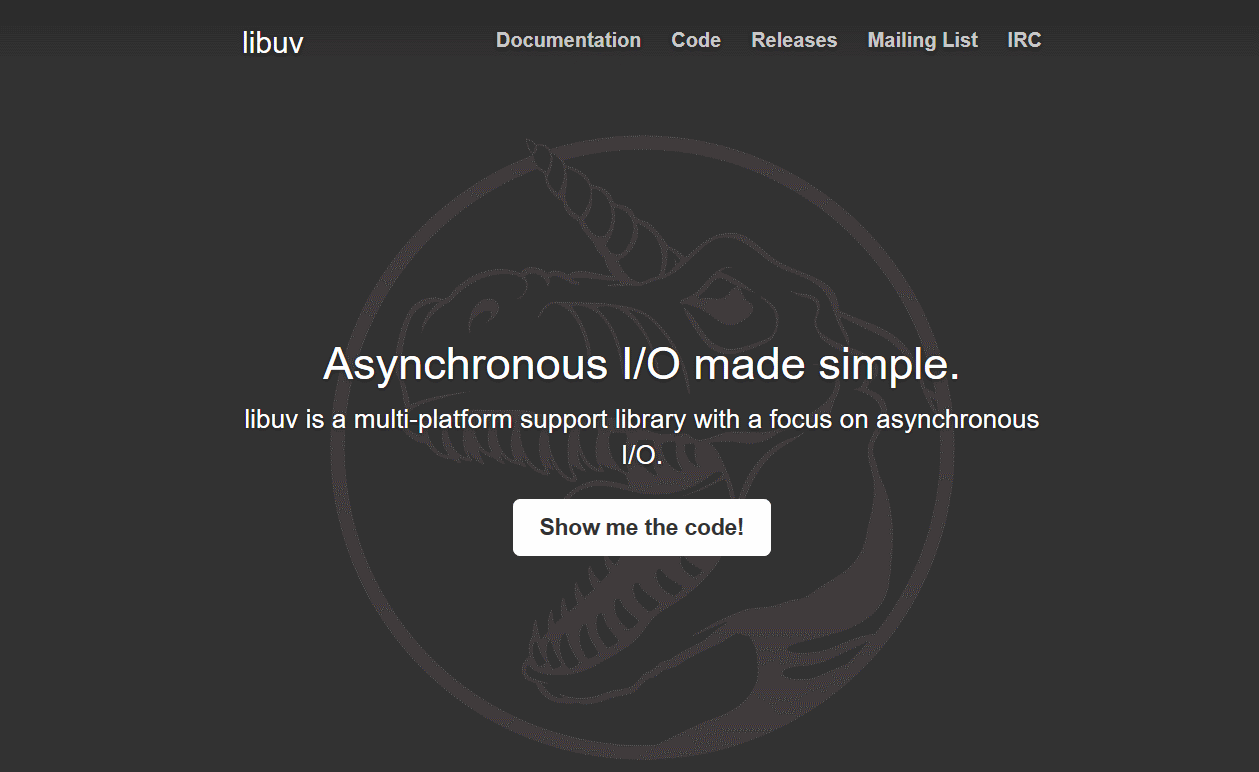 libuv
Documentation Code Releases Mailing List IRC
Asynchronous I/O made simple.
libuv is a multi-platform support library with a focus on asynchronous
I/O.
Show me the code!